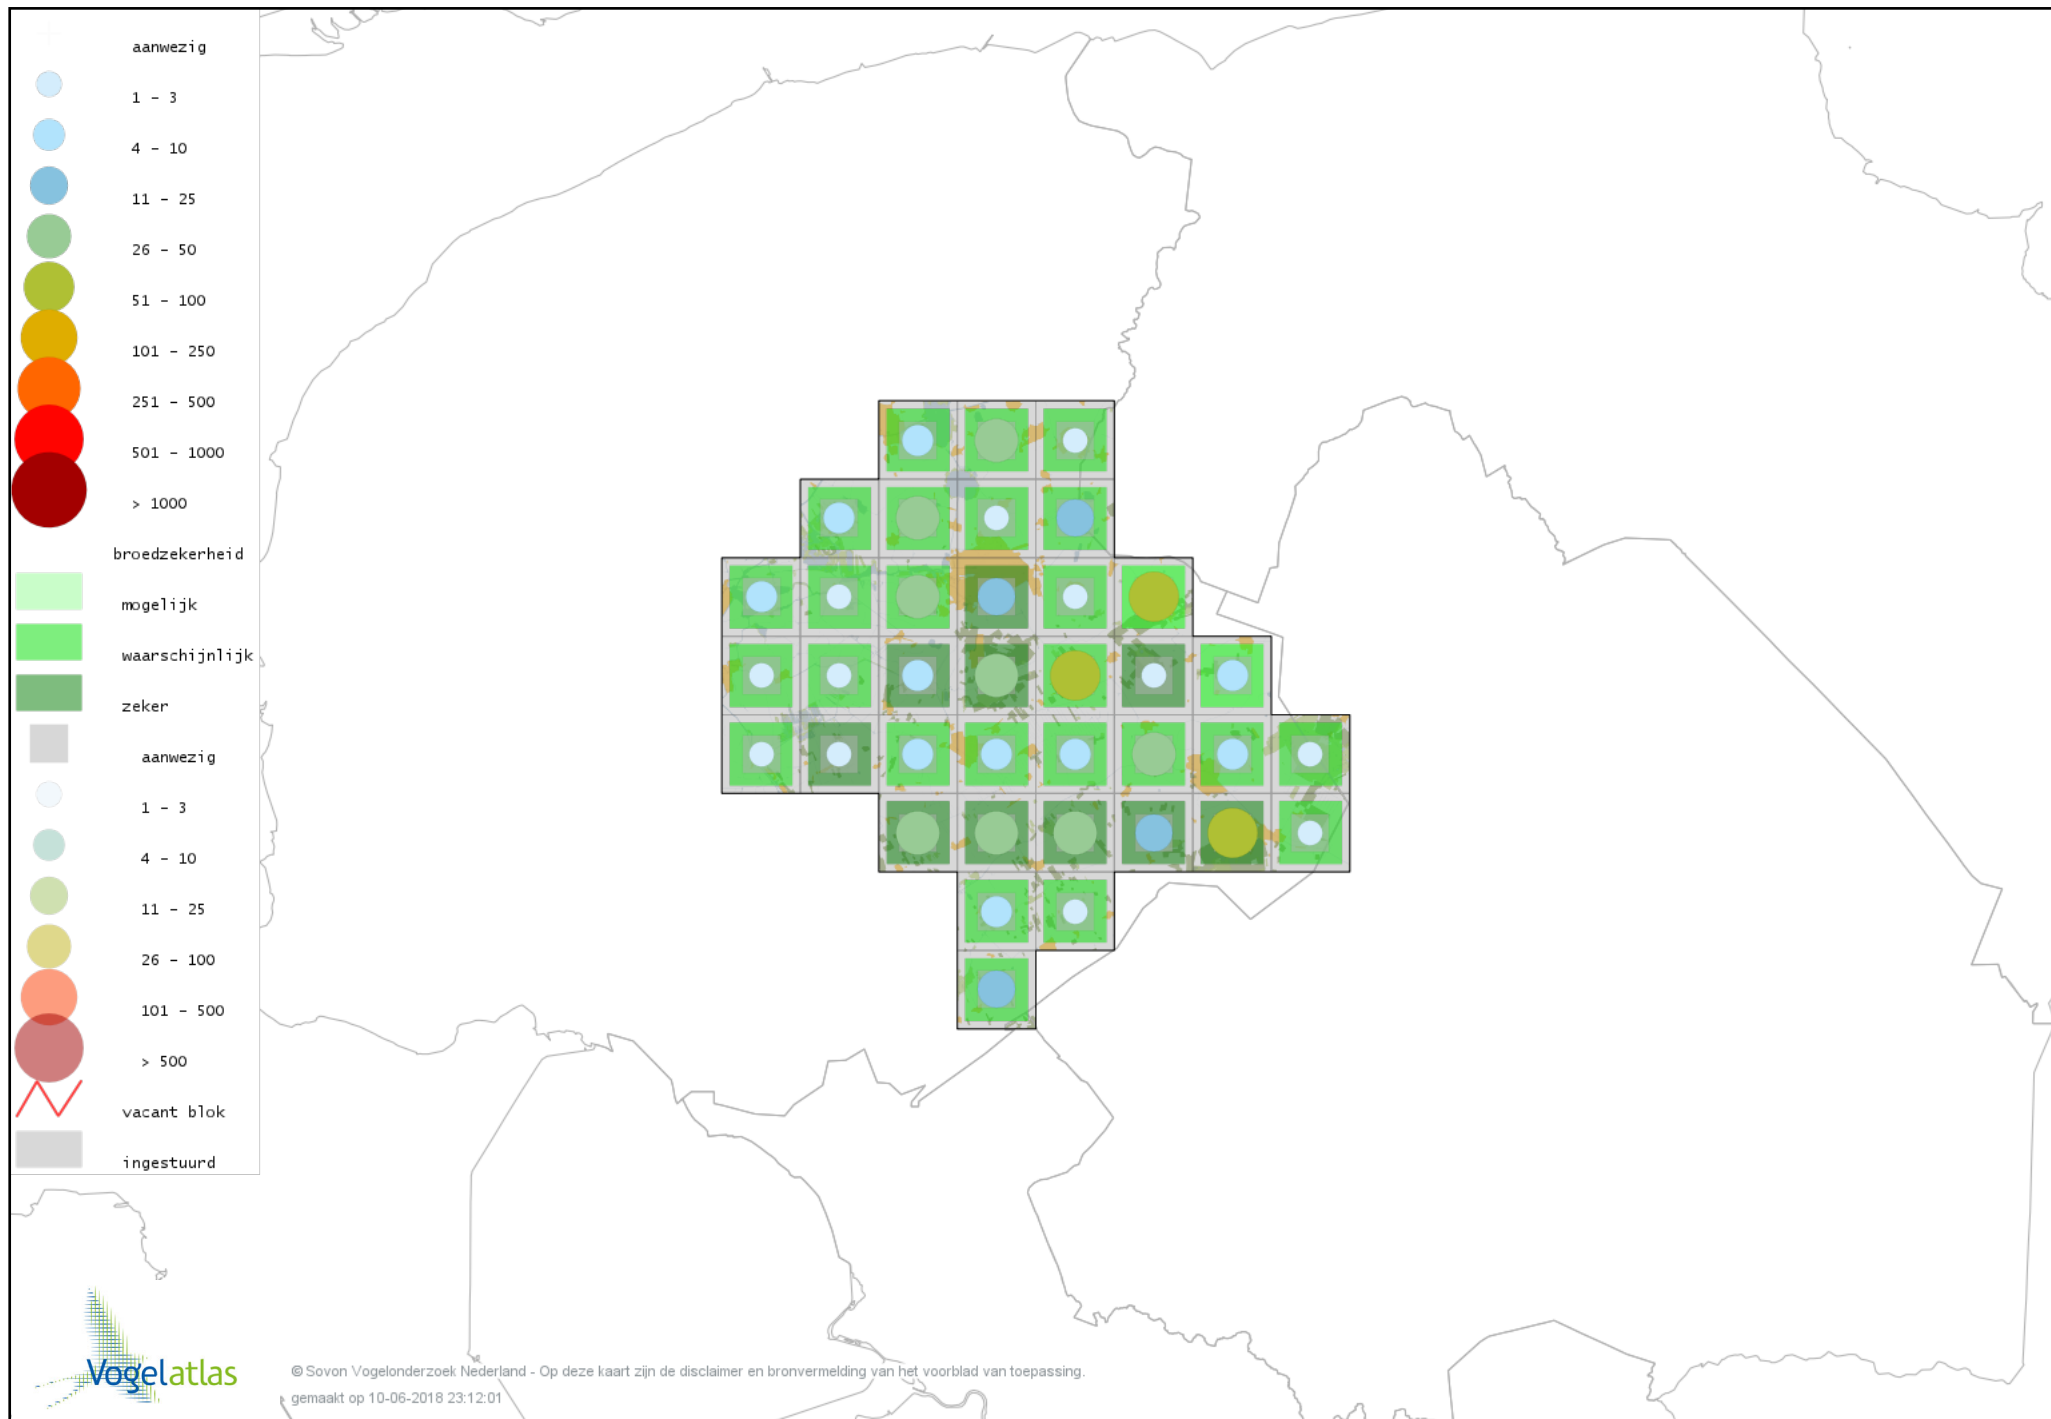 aanwezig
1 – 3
4 – 10
11 – 25
26 – 50
51 – 100
101 – 250
251 – 500
501 – 1000
> 1000
broedzekerheid
mogelijk
waarschijnlijk
zeker
aanwezig
1 – 3
4 – 10
11 – 25
26 – 100
101 – 500
> 500
vacant blok
ingestuurd
Vogelatlas
© Sovon Vogelonderzoek Nederland - Op deze kaart zijn de disclaimer en bronvermelding van het voorblad van toepassing.
gemaakt op 10-06-2018 23:12:01